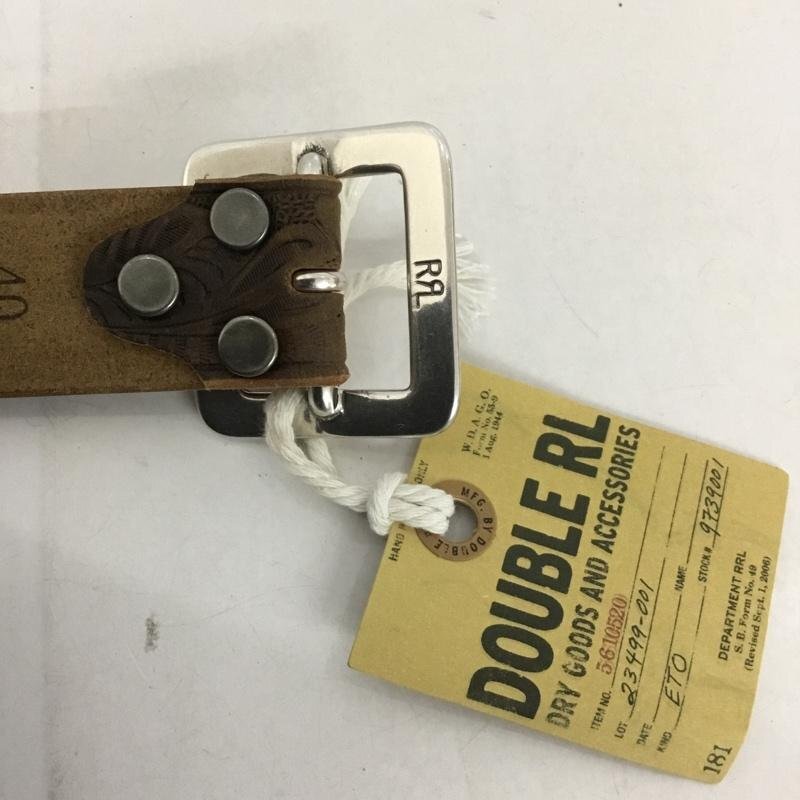 40
RRL
W. D., A. G. O.
Form No. 55-9
1 Aug. 1944
HAND ONLY
MFG. BY DOUBLE
DOUBLE RL
DRY GOODS AND ACCESSORIES
ITEM NO. 5610520
LOT 23499-001
DATE NAME
KIND ETO STOCK# 9739001
DEPARTMENT RRL
S. B. Form No. 49
(Revised Sept. 1, 2006)
181